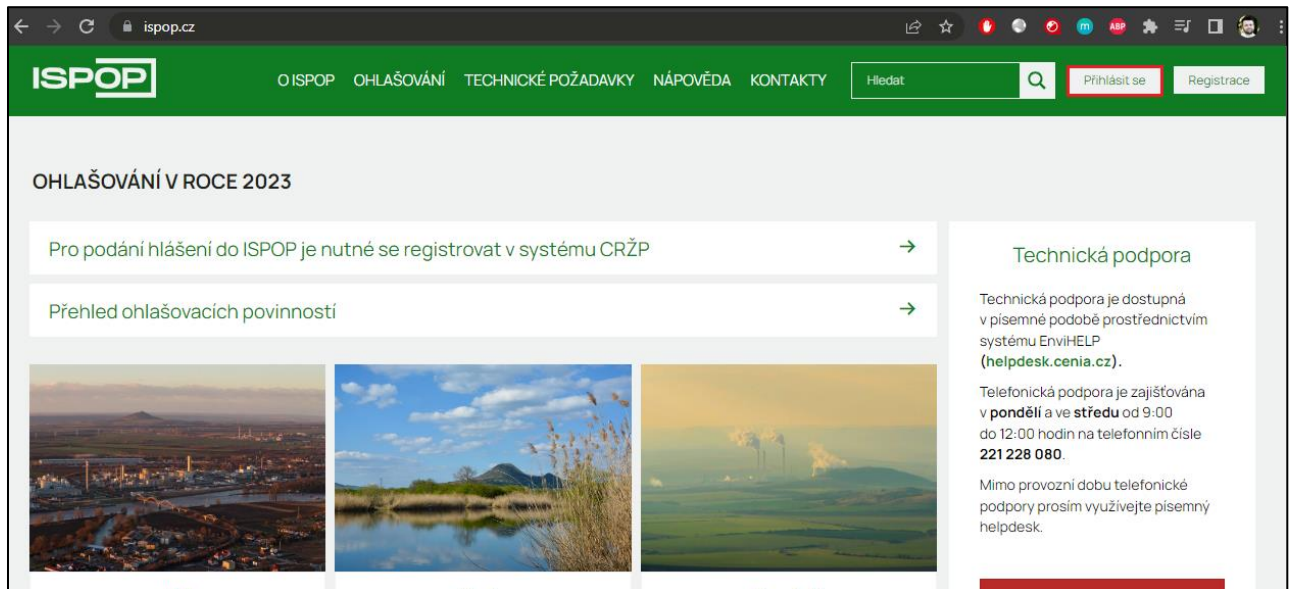 ispop.cz
ABP
ISPOP
O ISPOP OHLAŠOVÁNÍ TECHNICKÉ POŽADAVKY NÁPOVĚDA KONTAKTY Hledat Přihlásit se Registrace
OHLAŠOVÁNÍ V ROCE 2023
Pro podání hlášení do ISPOP je nutné se registrovat v systému CRŽP
Přehled ohlašovacích povinností
Technická podpora
Technická podpora je dostupná
v písemné podobě prostřednictvím
systému EnviHELP
(helpdesk.cenia.cz).
Telefonická podpora je zajišťována
v pondělí a ve středu od 9:00
do 12:00 hodin na telefonním čísle
221 228 080.
Mimo provozní dobu telefonické
podpory prosím využívejte písemný
helpdesk.